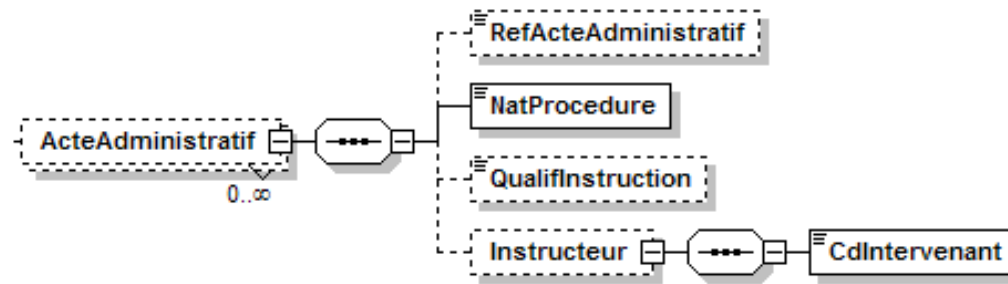 RefActeAdministratif
NatProcedure
ActeAdministratif
0..∞
QualifInstruction
Instructeur
CdIntervenant